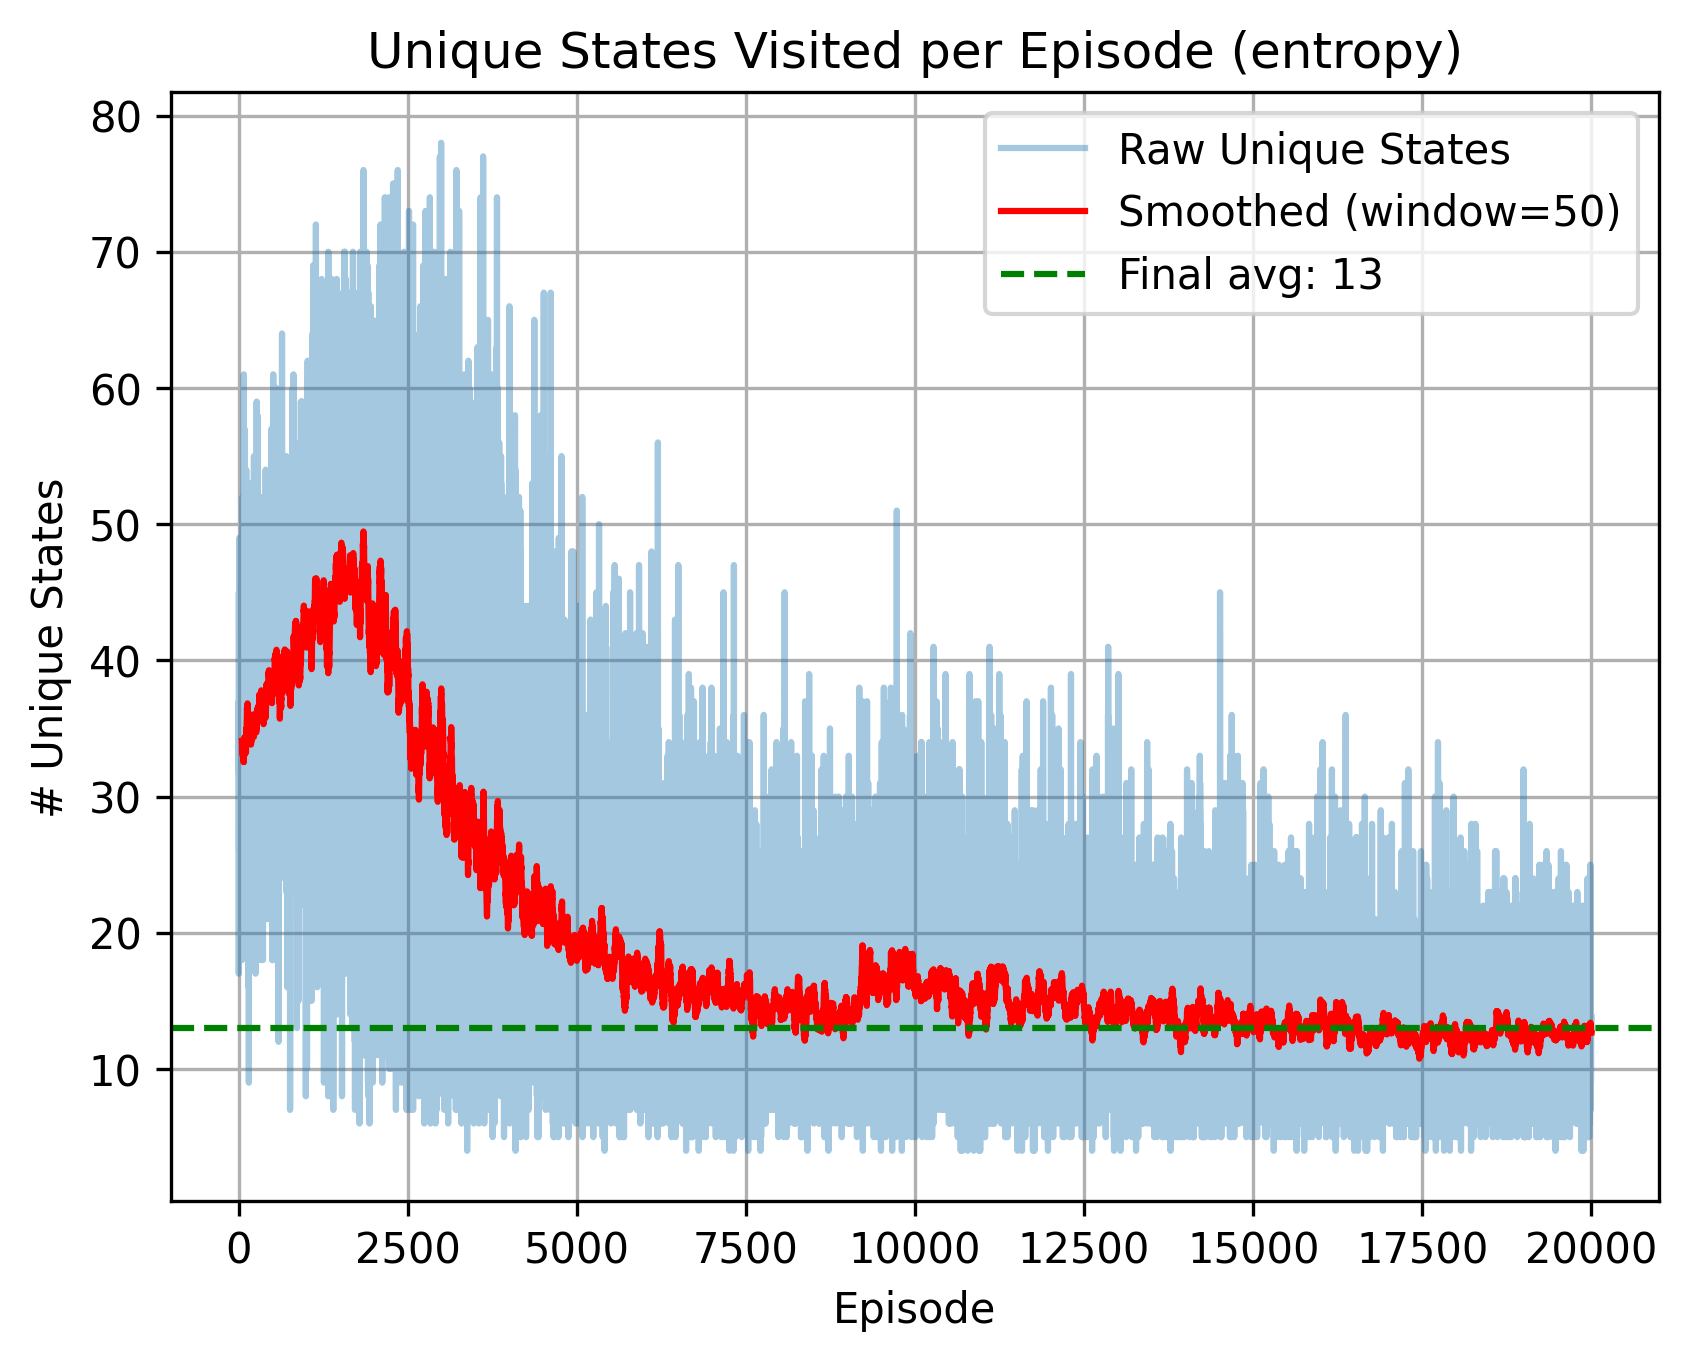 Unique States Visited per Episode (entropy)
80
70
60
50
40
30
20
10
# Unique States
Raw Unique States
Smoothed (window=50)
Final avg: 13
0 2500 5000 7500 10000 12500 15000 17500 20000
Episode